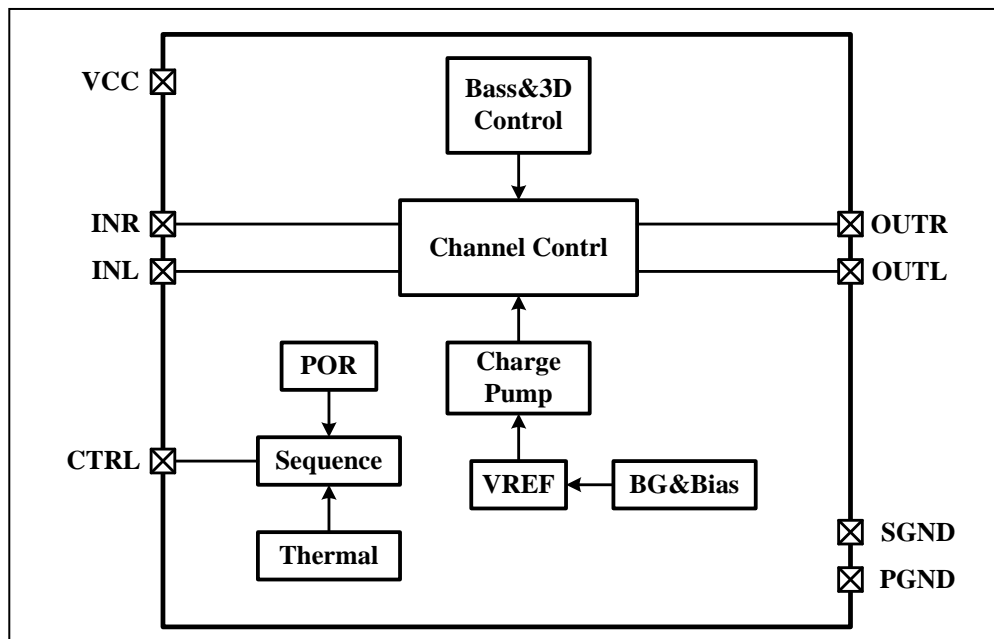 VCC
Bass&3D
Control
INR
Channel Contrl
OUTR
INL
OUTL
POR
Charge
Pump
CTRL
Sequence
VREF
BG&Bias
Thermal
SGND
PGND